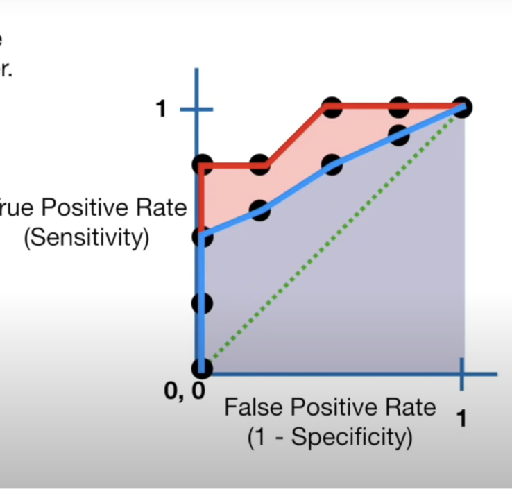 r.
1
rue Positive Rate
(Sensitivity)
0, 0
False Positive Rate
1
(1 - Specificity)